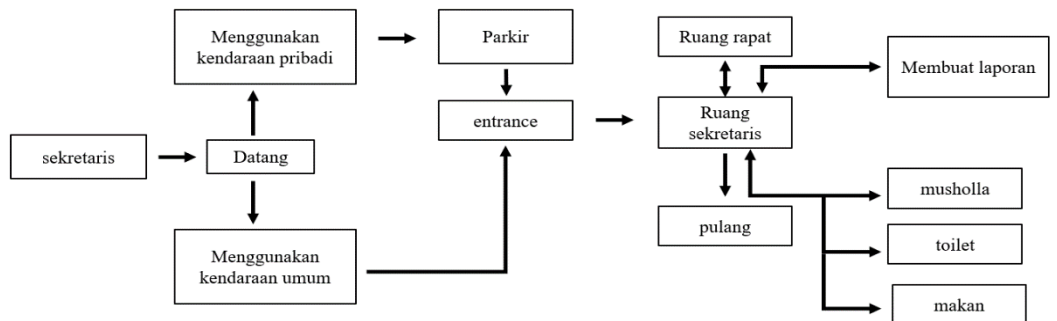 sekretaris
Datang
Menggunakan
kendaraan pribadi
Menggunakan
kendaraan umum
Parkir
entrance
Ruang rapat
Ruang
sekretaris
pulang
Membuat laporan
musholla
toilet
makan